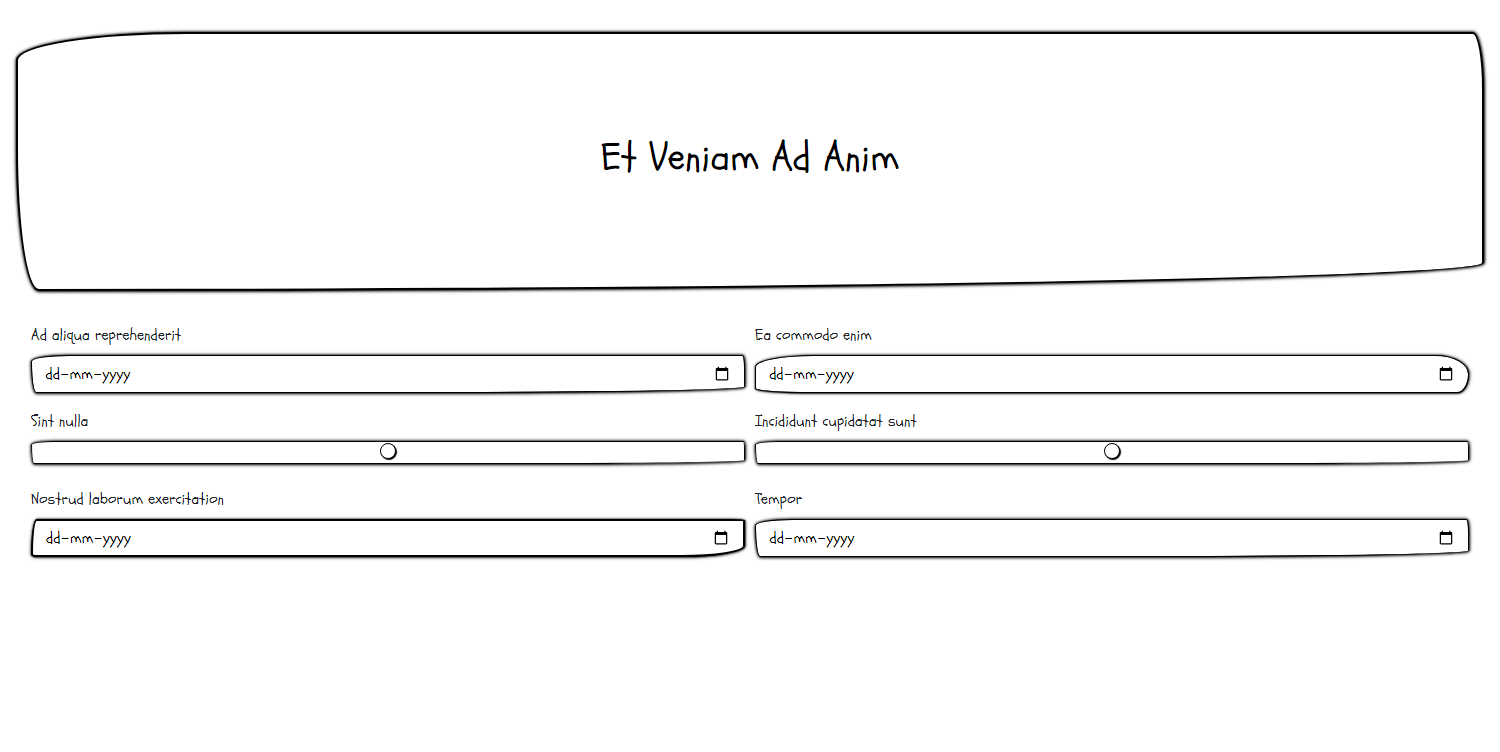 Et Veniam Ad Anim
Ad aliqua reprehenderit
Ea commodo enim
dd-mm-yyyy
dd-mm-yyyy
Sint nulla
Incididunt cupidatat sunt
Nostrud laborum exercitation
Tempor
dd-mm-yyyy
dd-mm-yyyy